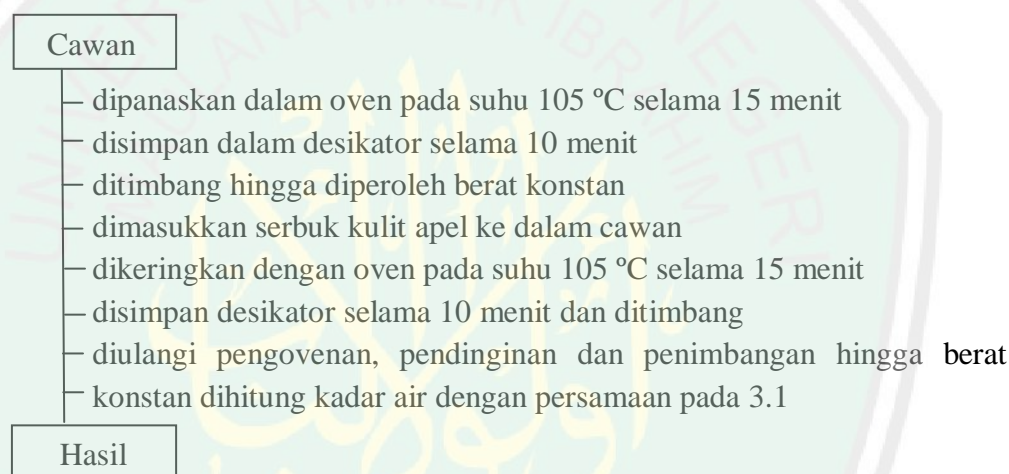 Cawan
dipanaskan dalam oven pada suhu 105 ºC selama 15 menit
disimpan dalam desikator selama 10 menit
ditimbang hingga diperoleh berat konstan
dimasukkan serbuk kulit apel ke dalam cawan
dikeringkan dengan oven pada suhu 105 ºC selama 15 menit
disimpan desikator selama 10 menit dan ditimbang
diulangi pengovenan, pendinginan dan penimbangan hingga berat
konstan dihitung kadar air dengan persamaan pada 3.1
Hasil